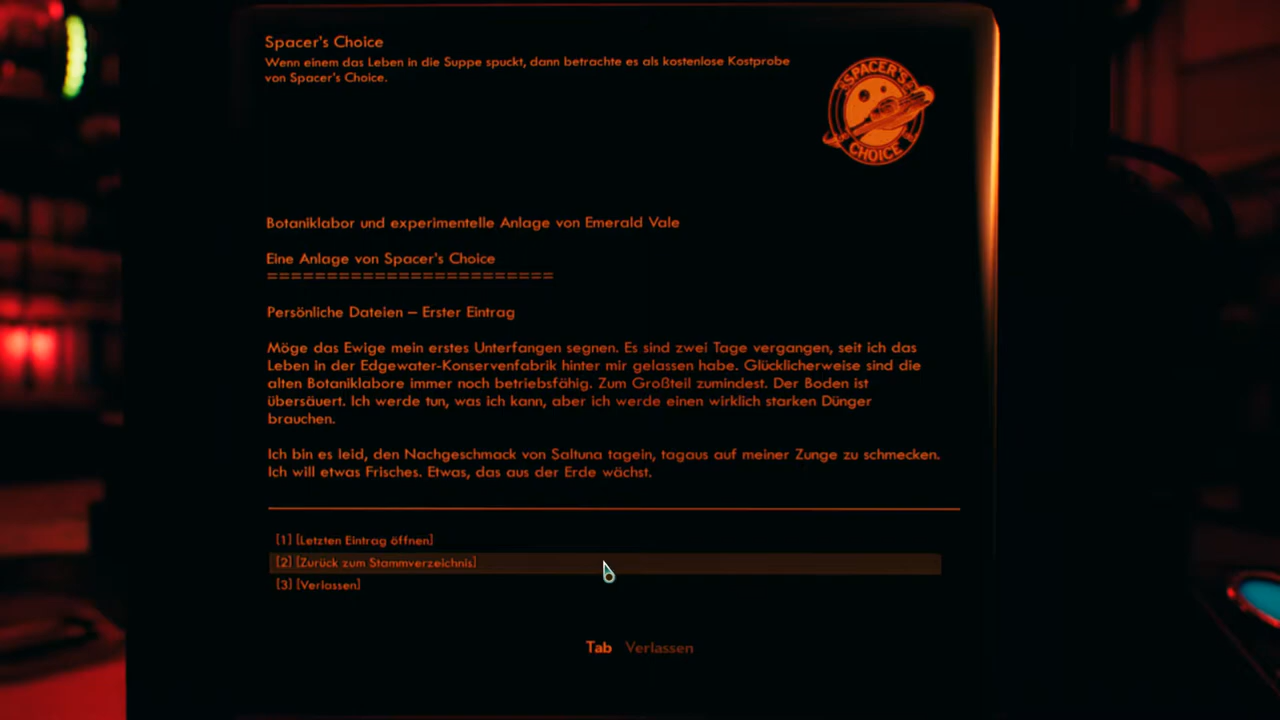 Spacer's Choice
Wenn einem das Leben in die Suppe spuckt, dann betrachte es als kostenlose Kostprobe
von Spacer's Choice.
SPACER'S
CHOICE
Botaniklabor und experimentelle Anlage von Emerald Vale
Eine Anlage von Spacer's Choice
========================
Persönliche Dateien – Erster Eintrag
Möge das Ewige mein erstes Unterfangen segnen. Es sind zwei Tage vergangen, seit ich das
Leben in der Edgewater-Konservenfabrik hinter mir gelassen habe. Glücklicherweise sind die
alten Botaniklabore immer noch betriebsfähig. Zum Großteil zumindest. Der Boden ist
übersäuert. Ich werde tun, was ich kann, aber ich werde einen wirklich starken Dünger
brauchen.
Ich bin es leid, den Nachgeschmack von Saltuna tagein, tagaus auf meiner Zunge zu schmecken.
Ich will etwas Frisches. Etwas, das aus der Erde wächst.
[1] [Letzten Eintrag öffnen]
[2] [Zurück zum Stammverzeichnis]
[3] [Verlassen]
Tab Verlassen